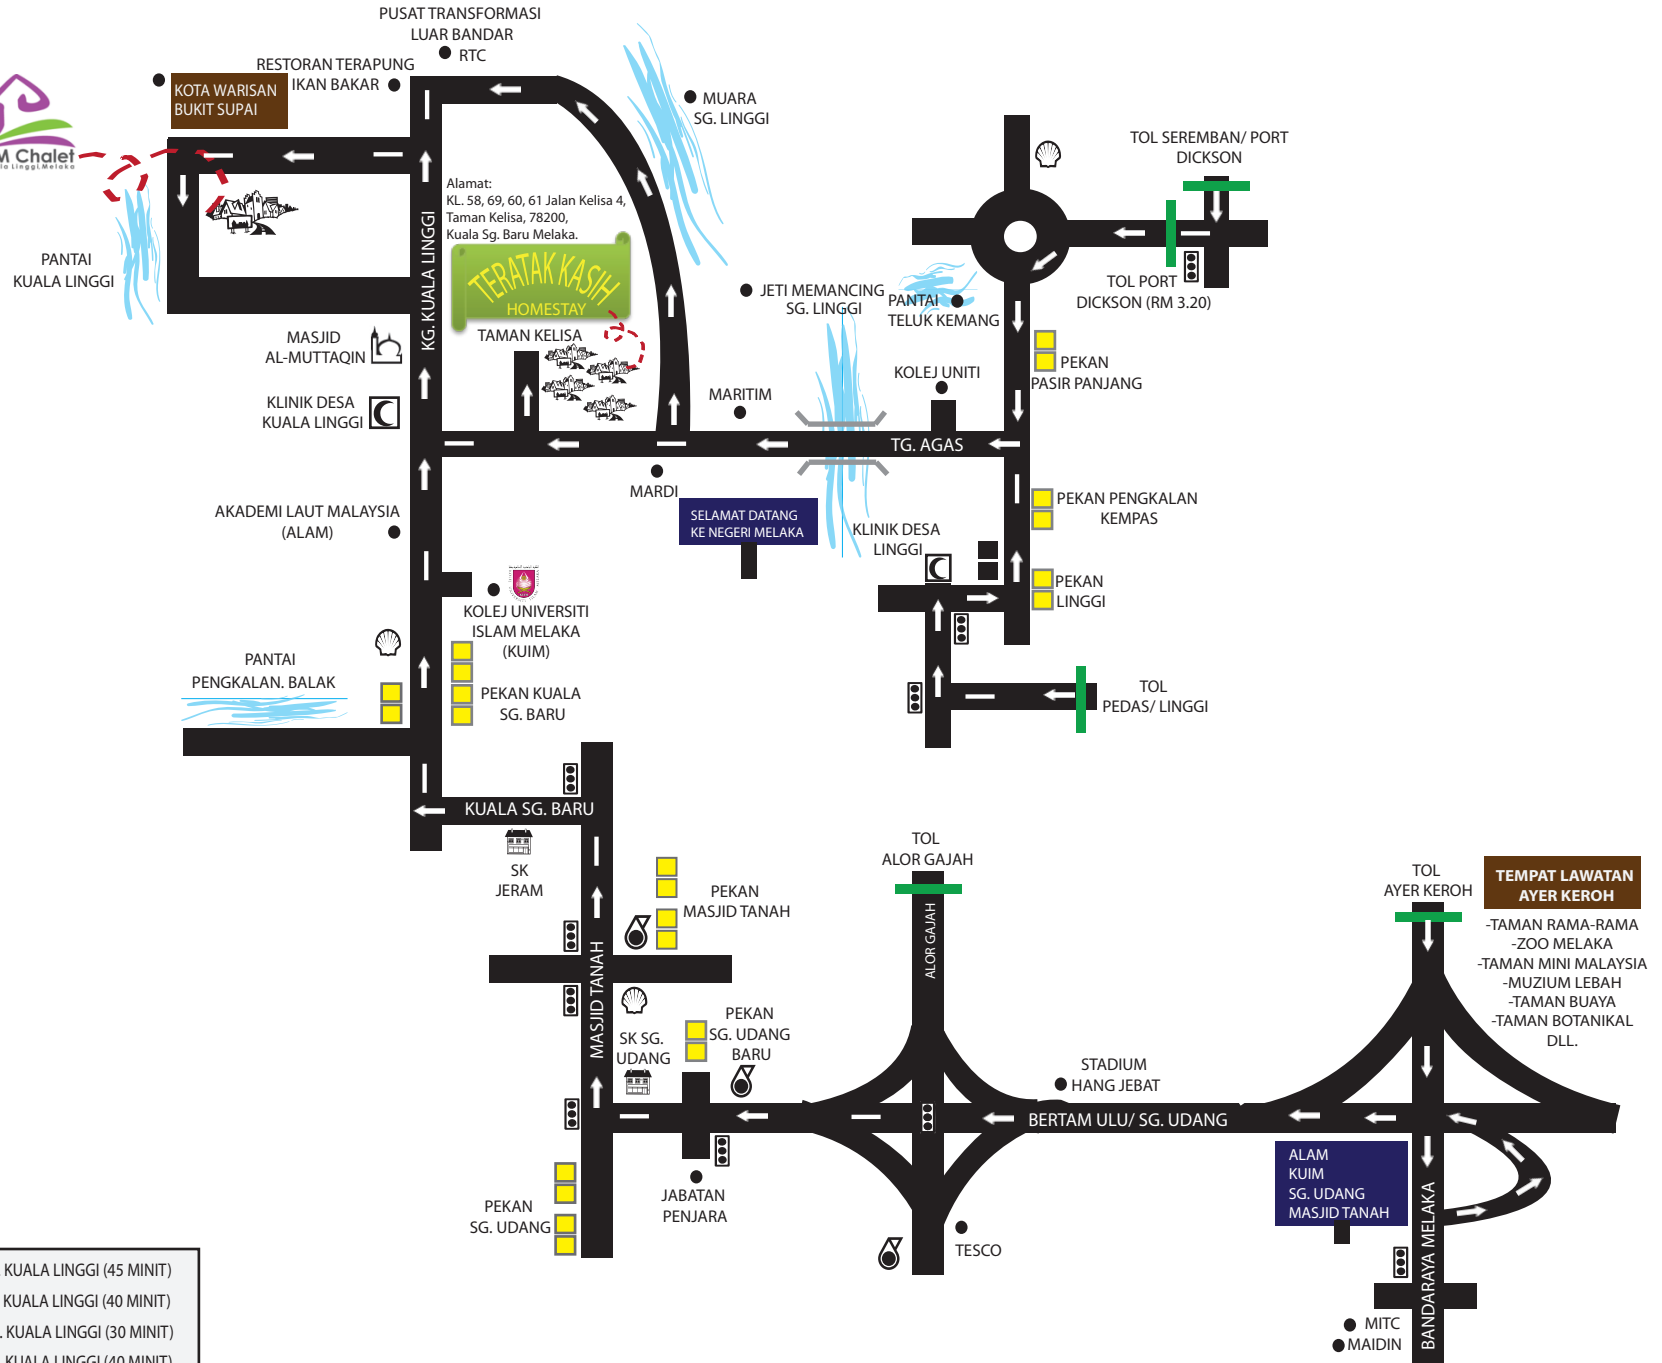 PUSAT TRANSFORMASI
LUAR BANDAR
RTC
RESTORAN TERAPUNG
IKAN BAKAR
KOTA WARISAN
BUKIT SUPAI
Chalet
MUARA
SG. LINGGI
TOL SEREMBAN/ PORT
DICKSON
Alamat:
KL. 58, 69, 60, 61 Jalan Kelisa 4,
Taman Kelisa, 78200,
Kuala Sg. Baru Melaka.
TERATAK KASIH
HOMESTAY
TAMAN KELISA
KG. KUALA LINGGI
PANTAI
KUALA LINGGI
JETI MEMANCING
SG. LINGGI
PANTAI
TELUK KEMANG
TOL PORT
DICKSON (RM 3.20)
MASJID
AL-MUTTAQIN
KLINIK DESA
KUALA LINGGI
MARITIM
KOLEJ UNITI
PEKAN
PASIR PANJANG
TG. AGAS
MARDI
SELAMAT DATANG
KE NEGERI MELAKA
AKADEMI LAUT MALAYSIA
(ALAM)
PEKAN PENGKALAN
KEMPAS
KLINIK DESA
LINGGI
PEKAN
LINGGI
KOLEJ UNIVERSITI
ISLAM MELAKA
(KUIM)
PANTAI
PENGKALAN. BALAK
PEKAN KUALA
SG. BARU
TOL
PEDAS/ LINGGI
KUALA SG. BARU
SK
JERAM
PEKAN
MASJID TANAH
MASJID TANAH
TOL
ALOR GAJAH
ALOR GAJAH
TOL
AYER KEROH
TEMPAT LAWATAN
AYER KEROH
-TAMAN RAMA-RAMA
-ZOO MELAKA
-TAMAN MINI MALAYSIA
-MUZIUM LEBAH
-TAMAN BUAYA
-TAMAN BOTANIKAL
DLL.
SK SG.
UDANG
PEKAN
SG. UDANG
BARU
STADIUM
HANG JEBAT
BERTAM ULU/ SG. UDANG
ALAM
KUIM
SG. UDANG
MASJID TANAH
PEKAN
SG. UDANG
JABATAN
PENJARA
TESCO
BANDARAYA MELAKA
MITC
MAIDIN
KUALA LINGGI (45 MINIT)
KUALA LINGGI (40 MINIT)
. KUALA LINGGI (30 MINIT)
KUALA LINGGI (40 MINIT)